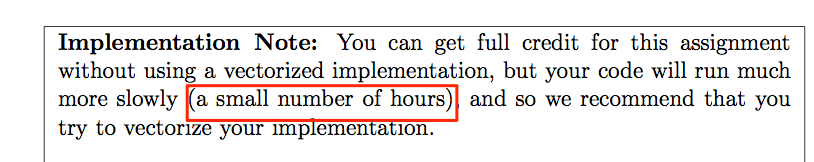 Implementation Note: You can get full credit for this assignment
without using a vectorized implementation, but your code will run much
more slowly (a small number of hours), and so we recommend that you
try to vectorize your implementation.